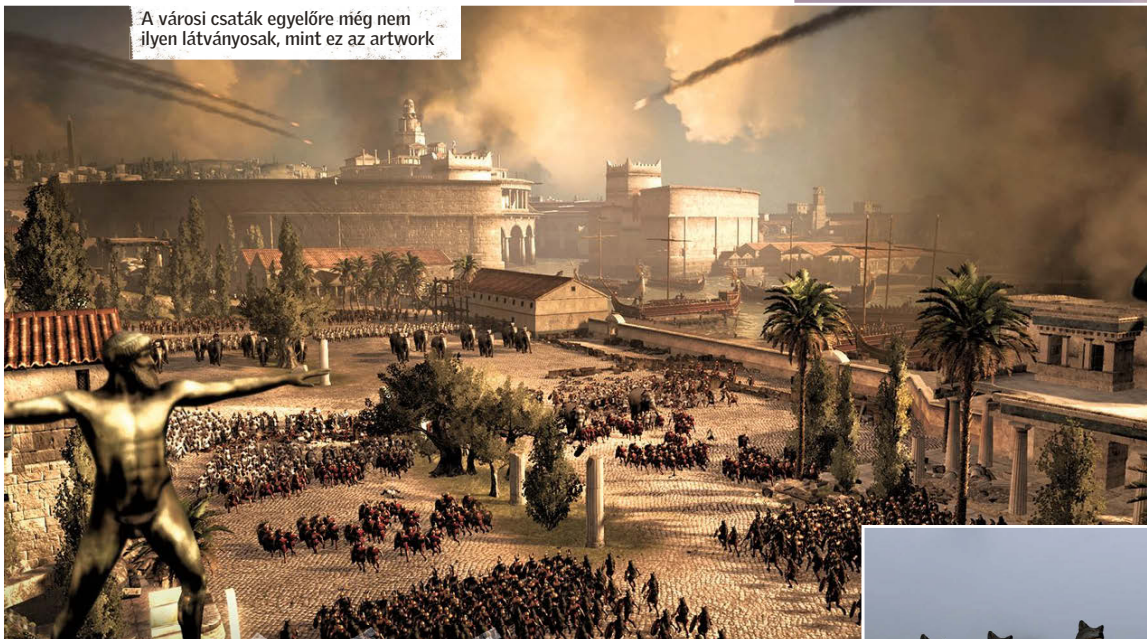 A városi csaták egyelőre még nem
ilyen látványosak, mint ez az artwork